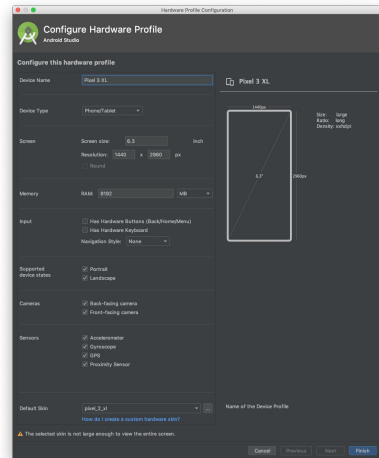 Hardware Profile Configuration
Configure Hardware Profile
Android Studio
Configure this hardware profile
Device Name Pixel 3 XL
Device Type Phone/Tablet
Screen Screen size: 6.3 inch
Resolution: 1440 x 2960 px
Round
Memory RAM: 8192 MB
Input Has Hardware Buttons (Back/Home/Menu)
Has Hardware Keyboard
Navigation Style: None
Supported
device states
Portrait
Landscape
Cameras Back-facing camera
Front-facing camera
Sensors Accelerometer
Gyroscope
GPS
Proximity Sensor
Default Skin pixel_2_xl ...
How do I create a custom hardware skin?
Pixel 3 XL
1440px
6.3"
2960px
Size: large
Ratio: long
Density: xxhdpi
Name of the Device Profile
The selected skin is not large enough to view the entire screen.
Cancel Previous Next Finish